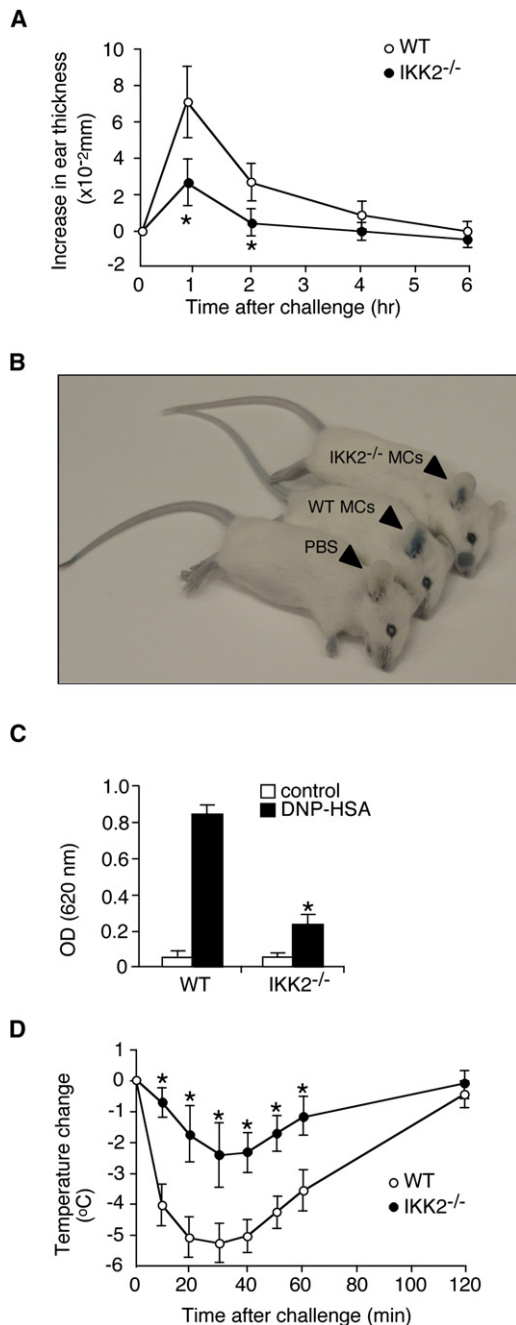 A
Increase in ear thickness
(x10-2mm)
10
8
6
4
2
0
-2
0
1
2
3
4
5
6
Time after challenge (hr)
WT
IKK2-/-
*
*
B
IKK2-/- MCs
WT MCs
PBS
C
OD (620 nm)
1.0
0.8
0.6
0.4
0.2
0
control
DNP-HSA
*
WT
IKK2-/-
D
Temperature change
(oC)
1
0
-1
-2
-3
-4
-5
-6
* * * * * *
WT
IKK2-/-
0
20
40
60
80
100
120
Time after challenge (min)